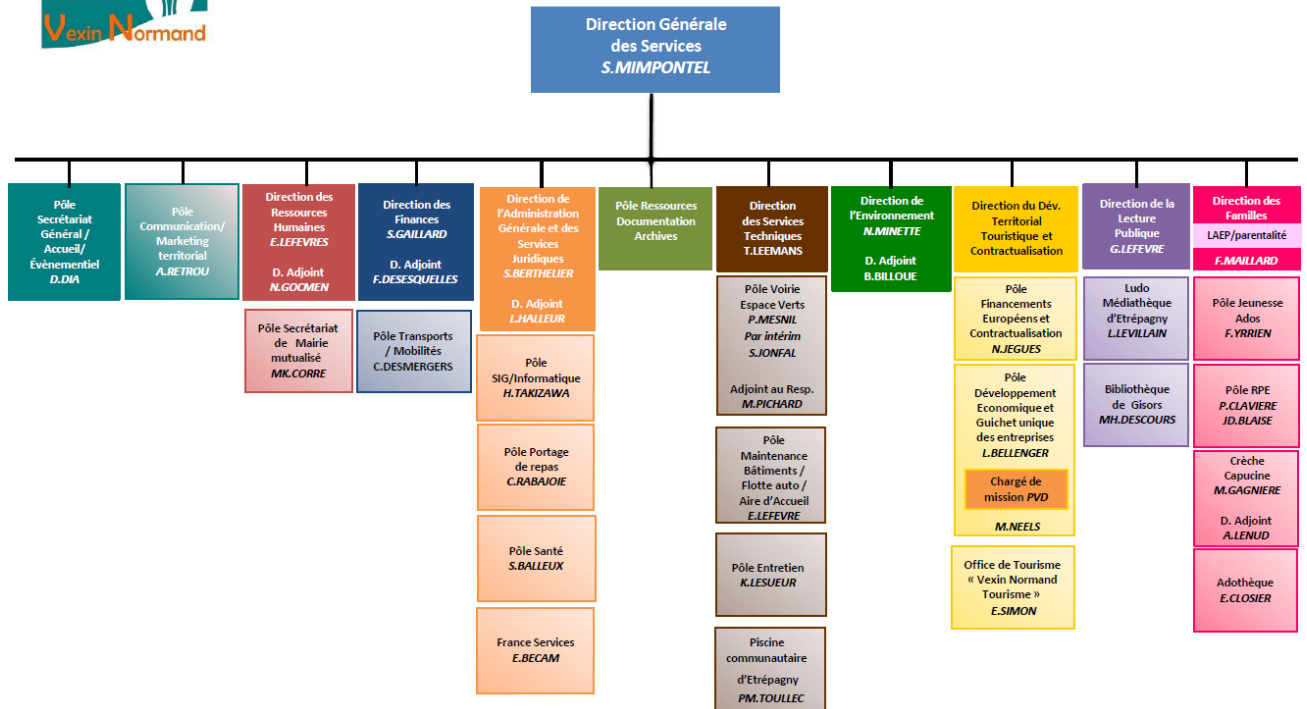 Vexin Normand
Direction Générale
des Services
S.MIMPONTEL
Pôle
Secrétariat
Général /
Accueil/
Évènementiel
D.DIA
Pôle
Communication/
Marketing
territorial
A.RETROU
Direction des
Ressources
Humaines
E.LEFEVRES
D. Adjoint
N.GOCMEN
Pôle Secrétariat
de Mairie
mutualisé
MK.CORRE
Direction des
Finances
S.GAILLARD
D. Adjoint
F.DESESQUELLES
Pôle Transports
/ Mobilités
C.DESMERGERS
Direction de
l'Administration
Générale et des
Services
Juridiques
S.BERTHELIER
D. Adjoint
L.HALLEUR
Pôle
SIG/Informatique
H.TAKIZAWA
Pôle Portage
de repas
C.RABAJOIE
Pôle Santé
S.BALLEUX
France Services
E.BECAM
Pôle Ressources
Documentation
Archives
Direction
des Services
Techniques
T.LEEMANS
Pôle Voirie
Espace Verts
P.MESNIL
Par intérim
S.JONFAL
Adjoint au Resp.
M.PICHARD
Pôle
Maintenance
Bâtiments /
Flotte auto /
Aire d'Accueil
E.LEFEVRE
Pôle Entretien
K.LESUEUR
Piscine
communautaire
d'Etrépagny
PM.TOULLEC
Direction de
l'Environnement
N.MINETTE
D. Adjoint
B.BILLOUE
Direction du Dév.
Territorial
Touristique et
Contractualisation
Pôle
Financements
Européens et
Contractualisation
N.JEGUES
Pôle
Développement
Economique et
Guichet unique
des entreprises
L.BELLENGER
Chargé de
mission PVD
M.NEELS
Office de Tourisme
« Vexin Normand
Tourisme »
E.SIMON
Direction de la
Lecture
Publique
G.LEFEVRE
Ludo
Médiathèque
d'Etrépagny
L.LEVILLAIN
Bibliothèque
de Gisors
MH.DESCOURS
Direction des
Familles
LAEP/parentalité
F.MAILLARD
Pôle Jeunesse
Ados
F.YRRIEN
Pôle RPE
P.CLAVIERE
JD.BLAISE
Crèche
Capucine
M.GAGNIERE
D. Adjoint
A.LENUD
Adothèque
E.CLOSIER